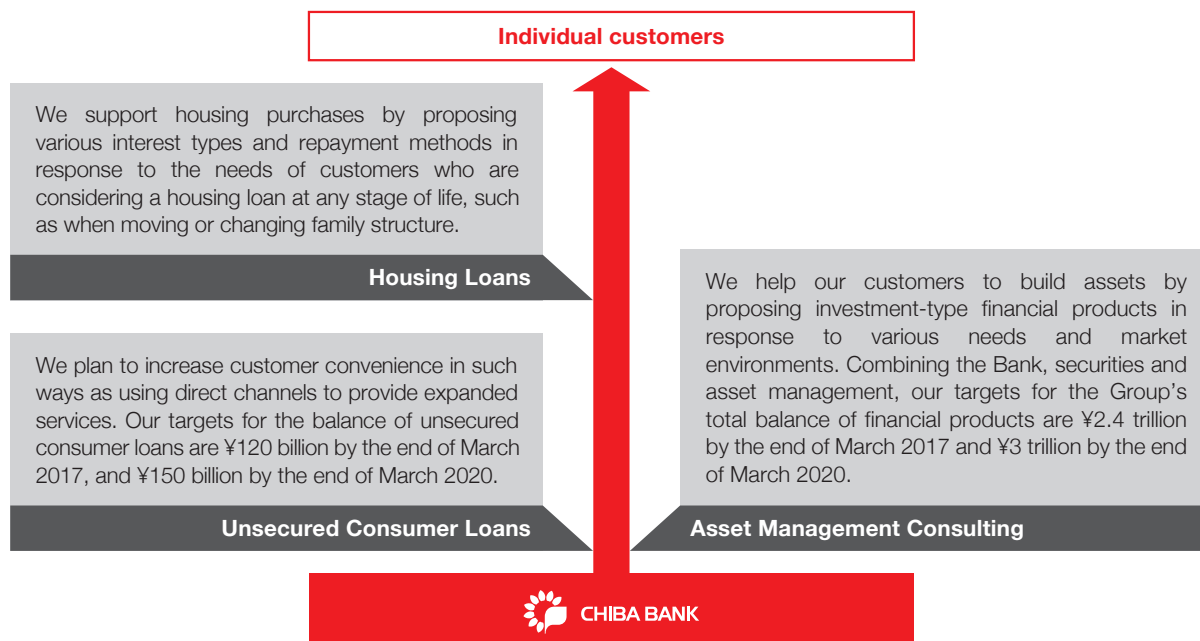 Individual customers
We support housing purchases by proposing
various interest types and repayment methods in
response to the needs of customers who are
considering a housing loan at any stage of life, such
as when moving or changing family structure.
Housing Loans
We plan to increase customer convenience in such
ways as using direct channels to provide expanded
services. Our targets for the balance of unsecured
consumer loans are ¥120 billion by the end of March
2017, and ¥150 billion by the end of March 2020.
Unsecured Consumer Loans
We help our customers to build assets by
proposing investment-type financial products in
response to various needs and market
environments. Combining the Bank, securities and
asset management, our targets for the Group’s
total balance of financial products are ¥2.4 trillion
by the end of March 2017 and ¥3 trillion by the end
of March 2020.
Asset Management Consulting
CHIBA BANK